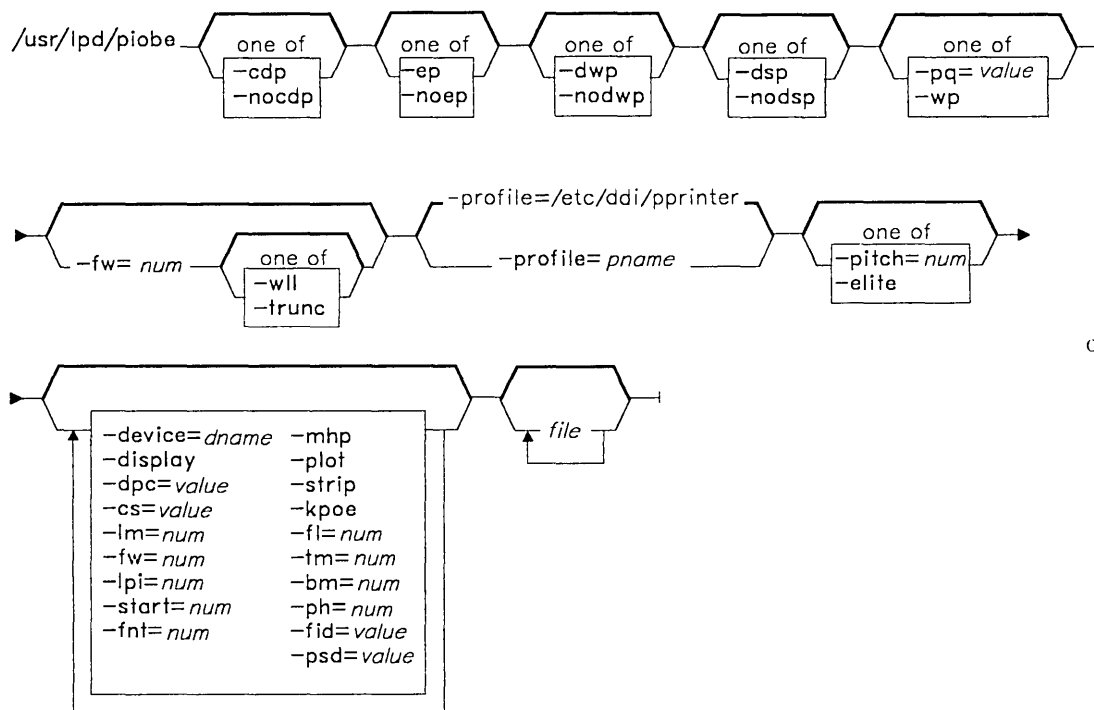 /usr/lpd/piobe
one of
-cdp
-nocdp
one of
-ep
-noep
one of
-dwp
-nodwp
one of
-dsp
-nodsp
one of
-pq= value
-wp
-fw= num
one of
-wll
-trunc
-profile=/etc/ddi/pprinter
-profile= pname
one of
-pitch= num
-elite
-device= dname
-display
-dpc= value
-cs= value
-lm= num
-fw= num
-lpi= num
-start= num
-fnt= num
-mhp
-plot
-strip
-kpoe
-fl= num
-tm= num
-bm= num
-ph= num
-fid= value
-psd= value
file